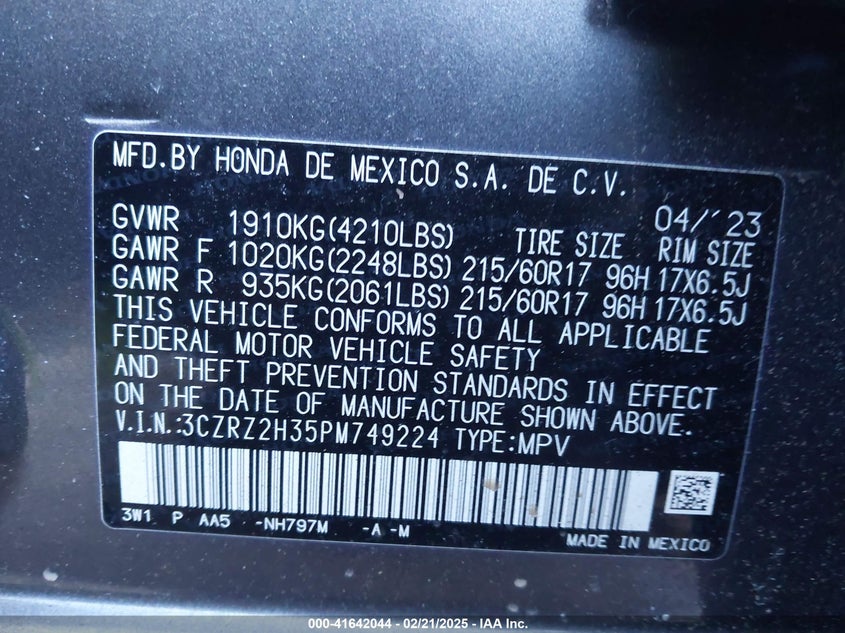 MFD.BY HONDA DE MEXICO S.A. DE C.V.
04/'23
GVWR 1910KG(4210LBS) TIRE SIZE RIM SIZE
GAWR F 1020KG(2248LBS) 215/60R17 96H 17X6.5J
GAWR R 935KG(2061LBS) 215/60R17 96H 17X6.5J
THIS VEHICLE CONFORMS TO ALL APPLICABLE
FEDERAL MOTOR VEHICLE SAFETY
AND THEFT PREVENTION STANDARDS IN EFFECT
ON THE DATE OF MANUFACTURE SHOWN ABOVE.
V.I.N.:3CZRZ2H35PM749224 TYPE:MPV
3W1 P AA5 -NH797M -A -M
MADE IN MEXICO
000-41642044 - 02/21/2025 - IAA Inc.